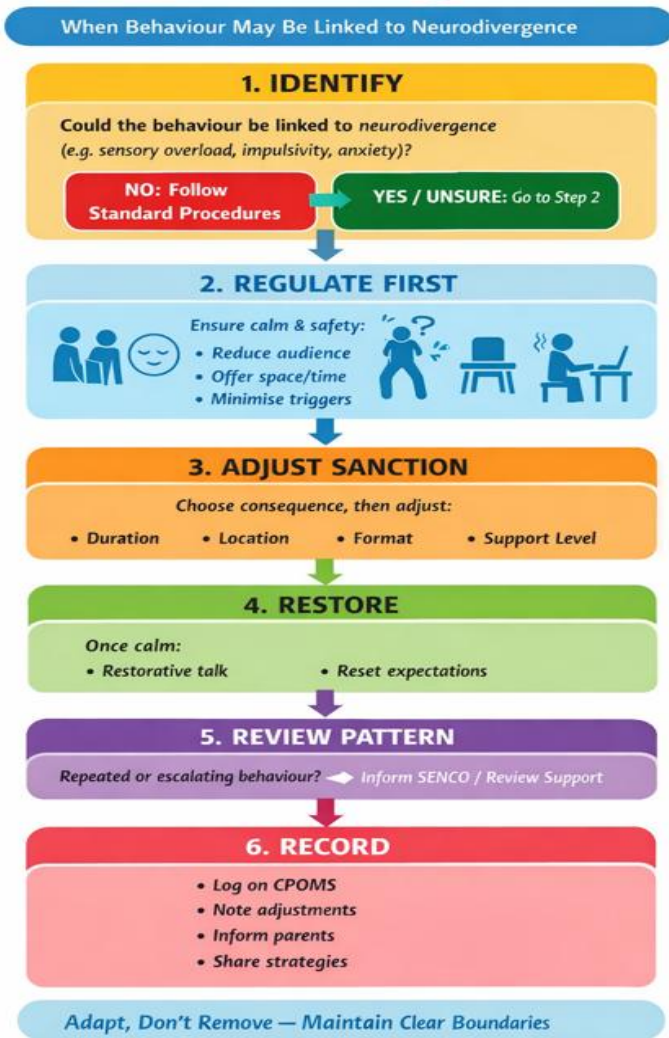 When Behaviour May Be Linked to Neurodivergence
1. IDENTIFY
Could the behaviour be linked to neurodivergence
(e.g. sensory overload, impulsivity, anxiety)?
NO: Follow
Standard Procedures
YES / UNSURE: Go to Step 2
2. REGULATE FIRST
Ensure calm & safety:
• Reduce audience
• Offer space/time
• Minimise triggers
?
3. ADJUST SANCTION
Choose consequence, then adjust:
• Duration • Location • Format • Support Level
4. RESTORE
Once calm:
• Restorative talk • Reset expectations
5. REVIEW PATTERN
Repeated or escalating behaviour? Inform SENCO / Review Support
6. RECORD
• Log on CPOMS
• Note adjustments
• Inform parents
• Share strategies
Adapt, Don't Remove — Maintain Clear Boundaries